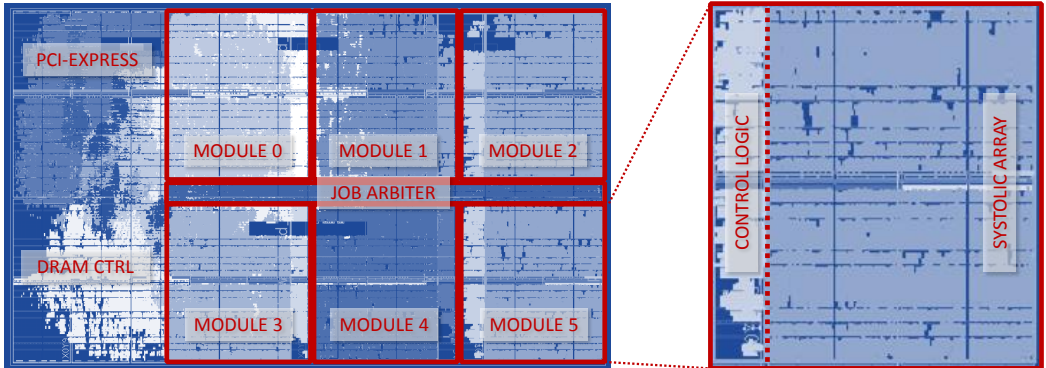 PCI-EXPRESS
MODULE 0
MODULE 1
MODULE 2
JOB ARBITER
DRAM CTRL
MODULE 3
MODULE 4
MODULE 5
CONTROL LOGIC
SYSTOLIC ARRAY